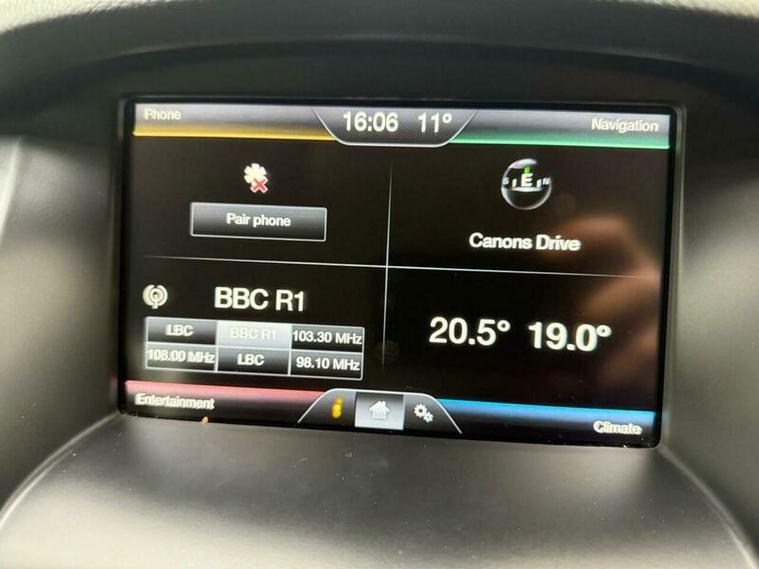 Phone
16:06 11°
Navigation
Pair phone
S E N
Canons Drive
BBC R1
LBC BBC R1 103.30 MHz
108.00 MHz LBC 98.10 MHz
20.5° 19.0°
Entertainment
i
Climate